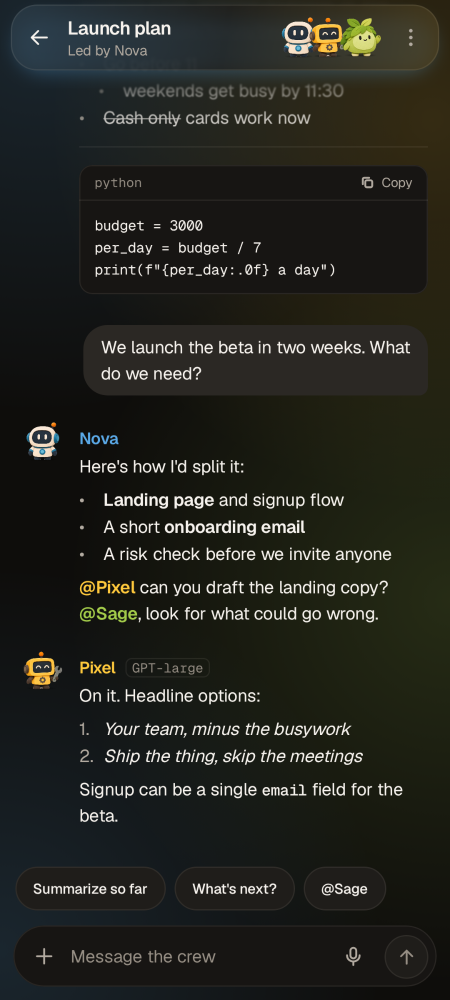 Launch plan
Led by Nova
weekends get busy by 11:30
Cash only cards work now
python
Copy
budget = 3000
per_day = budget / 7
print(f"{per_day:.0f} a day")
We launch the beta in two weeks. What
do we need?
Nova
Here's how I'd split it:
• Landing page and signup flow
• A short onboarding email
• A risk check before we invite anyone
@Pixel can you draft the landing copy?
@Sage, look for what could go wrong.
Pixel GPT-large
On it. Headline options:
1. Your team, minus the busywork
2. Ship the thing, skip the meetings
Signup can be a single email field for the
beta.
Summarize so far
What's next?
@Sage
Message the crew